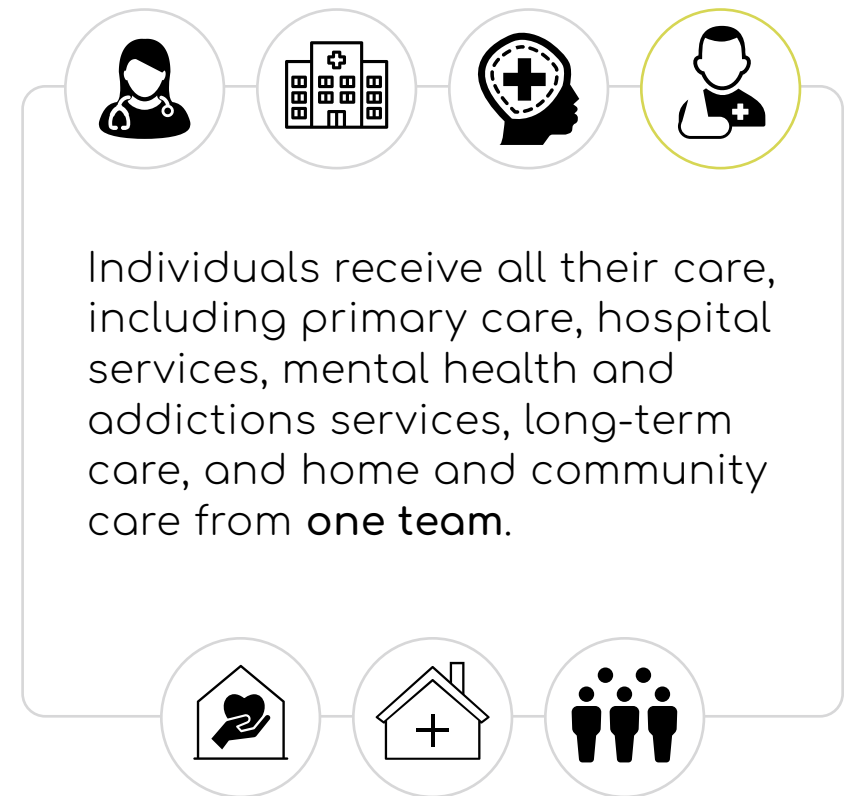 Individuals receive all their care,
including primary care, hospital
services, mental health and
addictions services, long-term
care, and home and community
care from one team.